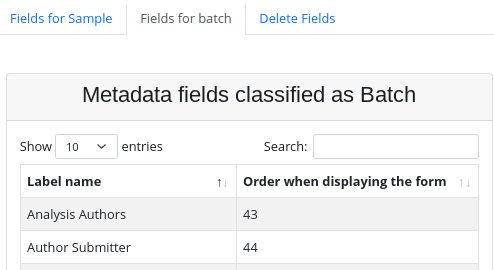 Fields for Sample Fields for batch Delete Fields
Metadata fields classified as Batch
Show 10 entries Search:
Label name Order when displaying the form
Analysis Authors 43
Author Submitter 44